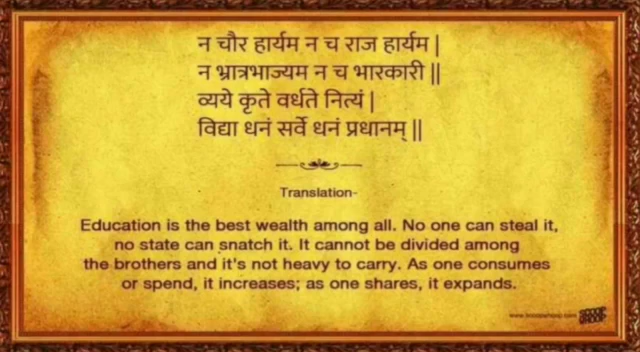 न चौर हार्यम न च राज हार्यम |
न भ्रात्रभाज्यम न च भारकारी ||
व्यये कृते वर्धते नित्यं |
विद्या धनं सर्वे धनं प्रधानम् ||
Translation-
Education is the best wealth among all. No one can steal it,
no state can snatch it. It cannot be divided among
the brothers and it's not heavy to carry. As one consumes
or spend, it increases; as one shares, it expands.